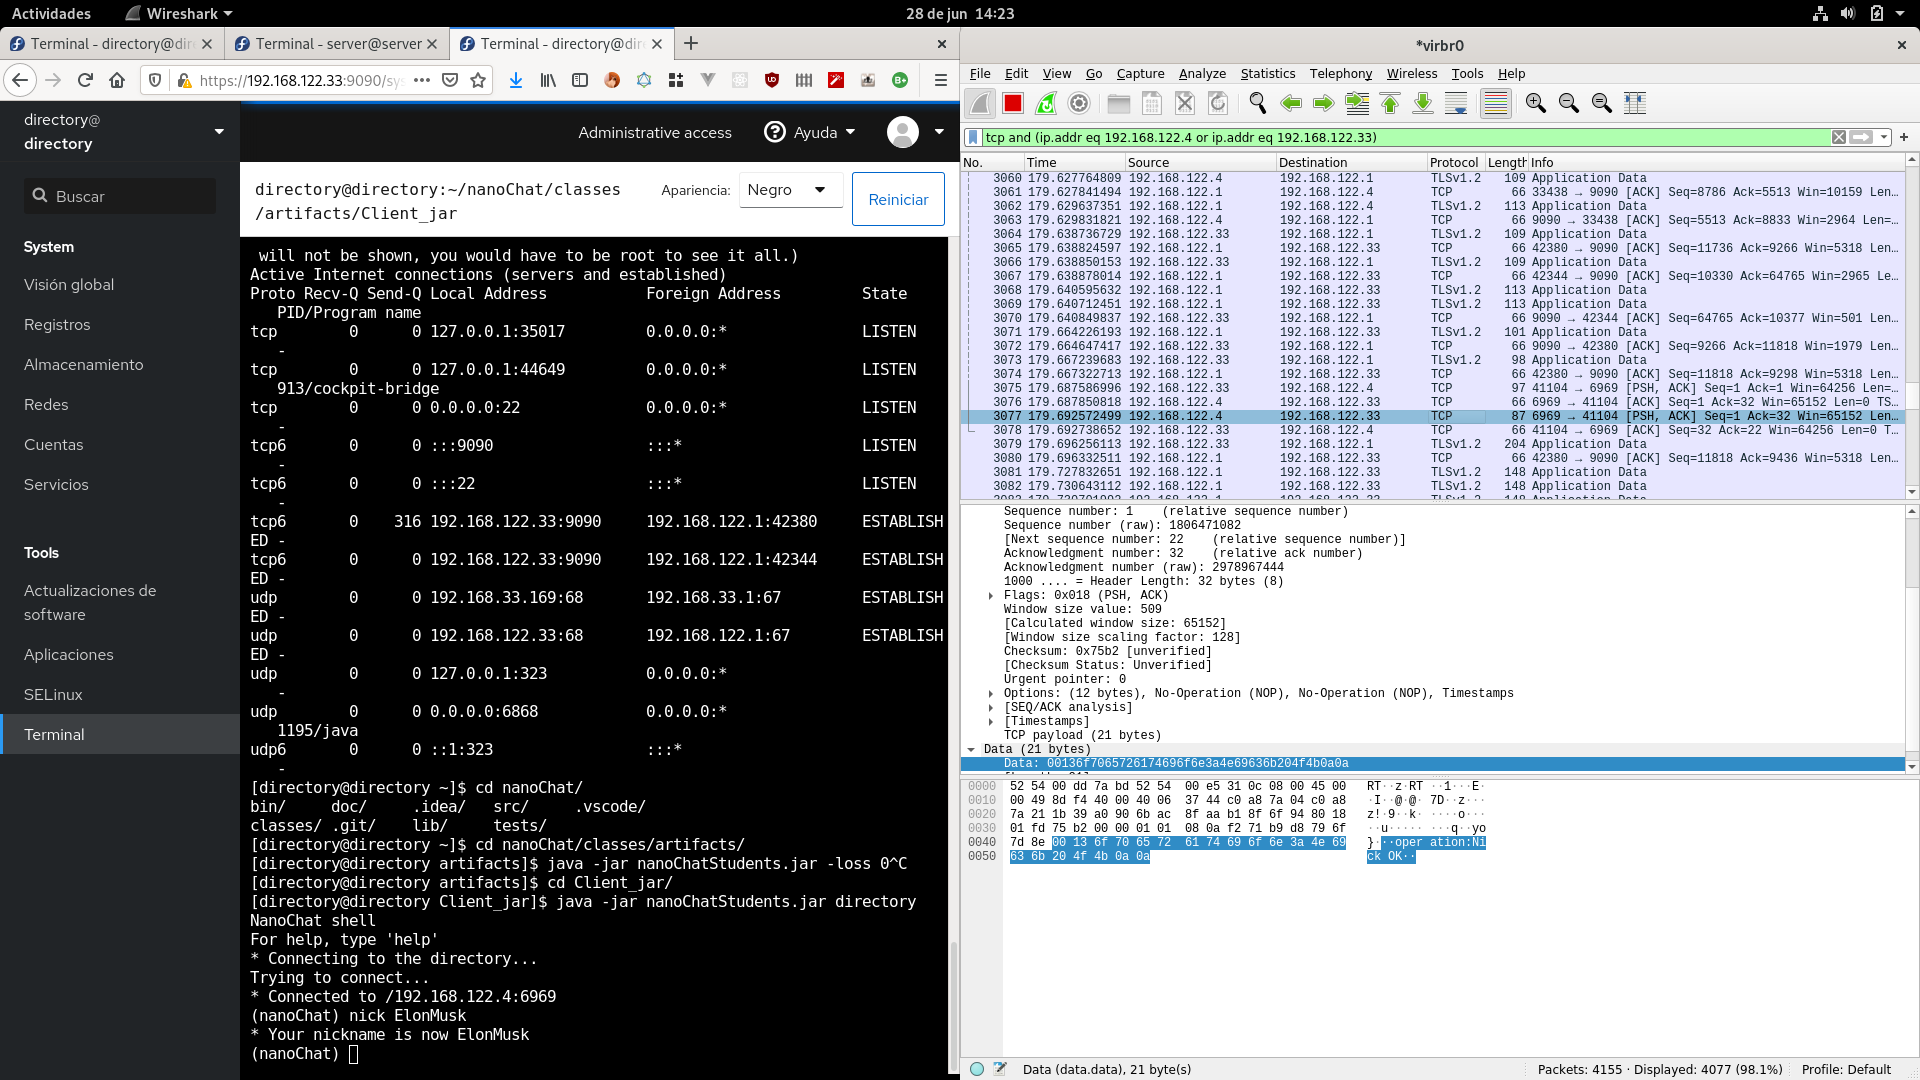 Actividades
Wireshark
28 de jun 14:23
Terminal - directory@dir
Terminal - server@server
Terminal - directory@dir
https://192.168.122.33:9090/sys
directory@
directory
Buscar
System
Visión global
Registros
Almacenamiento
Redes
Cuentas
Servicios
Tools
Actualizaciones de
software
Aplicaciones
SELinux
Terminal
Administrative access
Ayuda
directory@directory:~/nanoChat/classes
/artifacts/Client_jar
Apariencia:
Negro
Reiniciar
will not be shown, you would have to be root to see it all.)
Active Internet connections (servers and established)
Proto Recv-Q Send-Q Local Address Foreign Address State
PID/Program name
tcp 0 0 127.0.0.1:35017 0.0.0.0:* LISTEN
-
tcp 0 0 127.0.0.1:44649 0.0.0.0:* LISTEN
913/cockpit-bridge
tcp 0 0 0.0.0.0:22 0.0.0.0:* LISTEN
-
tcp6 0 0 :::9090 :::* LISTEN
-
tcp6 0 0 :::22 :::* LISTEN
-
tcp6 0 316 192.168.122.33:9090 192.168.122.1:42380 ESTABLISH
ED -
tcp6 0 0 192.168.122.33:9090 192.168.122.1:42344 ESTABLISH
ED -
udp 0 0 192.168.33.169:68 192.168.33.1:67 ESTABLISH
ED -
udp 0 0 192.168.122.33:68 192.168.122.1:67 ESTABLISH
ED -
udp 0 0 127.0.0.1:323 0.0.0.0:*
-
udp 0 0 0.0.0.0:6868 0.0.0.0:*
1195/java
udp6 0 0 ::1:323 :::*
-
[directory@directory ~]$ cd nanoChat/
bin/ doc/ .idea/ src/ .vscode/
classes/ .git/ lib/ tests/
[directory@directory ~]$ cd nanoChat/classes/artifacts/
[directory@directory artifacts]$ java -jar nanoChatStudents.jar -loss 0^C
[directory@directory artifacts]$ cd Client_jar/
[directory@directory Client_jar]$ java -jar nanoChatStudents.jar directory
NanoChat shell
For help, type 'help'
* Connecting to the directory...
Trying to connect...
* Connected to /192.168.122.4:6969
(nanoChat) nick ElonMusk
* Your nickname is now ElonMusk
(nanoChat)
*virbr0
File Edit View Go Capture Analyze Statistics Telephony Wireless Tools Help
tcp and (ip.addr eq 192.168.122.4 or ip.addr eq 192.168.122.33)
No. Time Source Destination Protocol Length Info
3060 179.627764809 192.168.122.4 192.168.122.1 TLSv1.2 109 Application Data
3061 179.627841494 192.168.122.1 192.168.122.4 TCP 66 33438 → 9090 [ACK] Seq=8786 Ack=5513 Win=10159 Len…
3062 179.629637351 192.168.122.1 192.168.122.4 TLSv1.2 113 Application Data
3063 179.629831821 192.168.122.4 192.168.122.1 TCP 66 9090 → 33438 [ACK] Seq=5513 Ack=8833 Win=2964 Len=…
3064 179.638736729 192.168.122.33 192.168.122.1 TLSv1.2 109 Application Data
3065 179.638824597 192.168.122.1 192.168.122.33 TCP 66 42380 → 9090 [ACK] Seq=11736 Ack=9266 Win=5318 Len…
3066 179.638850153 192.168.122.33 192.168.122.1 TLSv1.2 109 Application Data
3067 179.638878014 192.168.122.1 192.168.122.33 TCP 66 42344 → 9090 [ACK] Seq=10330 Ack=64765 Win=2965 Le…
3068 179.640595632 192.168.122.1 192.168.122.33 TLSv1.2 113 Application Data
3069 179.640712451 192.168.122.1 192.168.122.33 TLSv1.2 113 Application Data
3070 179.640849837 192.168.122.33 192.168.122.1 TCP 66 9090 → 42344 [ACK] Seq=64765 Ack=10377 Win=501 Len…
3071 179.664226193 192.168.122.1 192.168.122.33 TLSv1.2 101 Application Data
3072 179.664647417 192.168.122.33 192.168.122.1 TCP 66 9090 → 42380 [ACK] Seq=9266 Ack=11818 Win=1979 Len…
3073 179.667239683 192.168.122.33 192.168.122.1 TLSv1.2 98 Application Data
3074 179.667322713 192.168.122.1 192.168.122.33 TCP 66 42380 → 9090 [ACK] Seq=11818 Ack=9298 Win=5318 Len…
3075 179.687586996 192.168.122.33 192.168.122.4 TCP 97 41104 → 6969 [PSH, ACK] Seq=1 Ack=1 Win=64256 Len=…
3076 179.687850818 192.168.122.4 192.168.122.33 TCP 66 6969 → 41104 [ACK] Seq=1 Ack=32 Win=65152 Len=0 TS…
3077 179.692572499 192.168.122.4 192.168.122.33 TCP 87 6969 → 41104 [PSH, ACK] Seq=1 Ack=32 Win=65152 Len…
3078 179.692738652 192.168.122.33 192.168.122.4 TCP 66 41104 → 6969 [ACK] Seq=32 Ack=22 Win=64256 Len=0 T…
3079 179.696256113 192.168.122.33 192.168.122.1 TLSv1.2 204 Application Data
3080 179.696332511 192.168.122.1 192.168.122.33 TCP 66 42380 → 9090 [ACK] Seq=11818 Ack=9436 Win=5318 Len…
3081 179.727832651 192.168.122.1 192.168.122.33 TLSv1.2 148 Application Data
3082 179.730643112 192.168.122.1 192.168.122.33 TLSv1.2 148 Application Data
Sequence number: 1 (relative sequence number)
Sequence number (raw): 1806471082
[Next sequence number: 22 (relative sequence number)]
Acknowledgment number: 32 (relative ack number)
Acknowledgment number (raw): 2978967444
1000 .... = Header Length: 32 bytes (8)
Flags: 0x018 (PSH, ACK)
Window size value: 509
[Calculated window size: 65152]
[Window size scaling factor: 128]
Checksum: 0x75b2 [unverified]
[Checksum Status: Unverified]
Urgent pointer: 0
Options: (12 bytes), No-Operation (NOP), No-Operation (NOP), Timestamps
[SEQ/ACK analysis]
[Timestamps]
TCP payload (21 bytes)
Data (21 bytes)
Data: 00136f7065726174696f6e3a4e69636b204f4b0a0a
0000 52 54 00 dd 7a bd 52 54 00 e5 31 0c 08 00 45 00 RT··z·RT ··1···E·
0010 00 49 8d f4 40 00 40 06 37 44 c0 a8 7a 04 c0 a8 ·I··@·@· 7D··z···
0020 7a 21 1b 39 a0 90 6b ac 8f aa b1 8f 6f 94 80 18 z!·9··k· ····o···
0030 01 fd 75 b2 00 00 01 01 08 0a f2 71 b9 d8 79 6f ··u····· ···q··yo
0040 7d 8e 00 13 6f 70 65 72 61 74 69 6f 6e 3a 4e 69 }···oper ation:Ni
0050 63 6b 20 4f 4b 0a 0a ck OK··
Data (data.data), 21 byte(s)
Packets: 4155 · Displayed: 4077 (98.1%)
Profile: Default